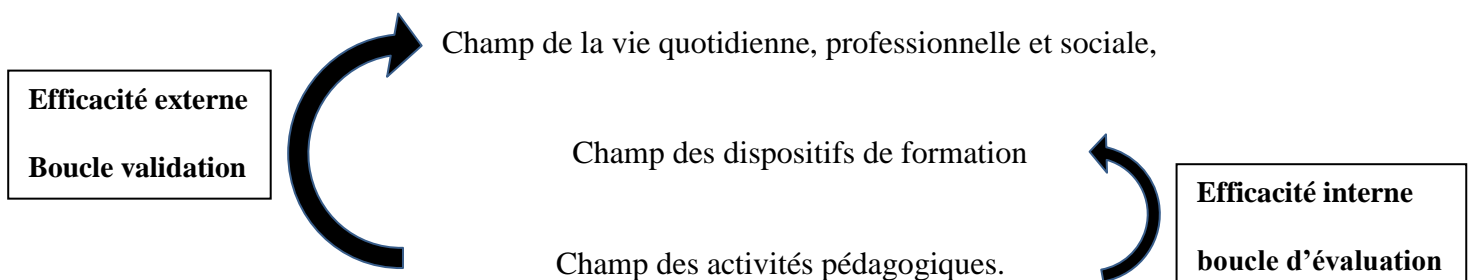 Champ de la vie quotidienne, professionnelle et sociale,
Efficacité externe
Boucle validation
Champ des dispositifs de formation
Efficacité interne
boucle d’évaluation
Champ des activités pédagogiques.